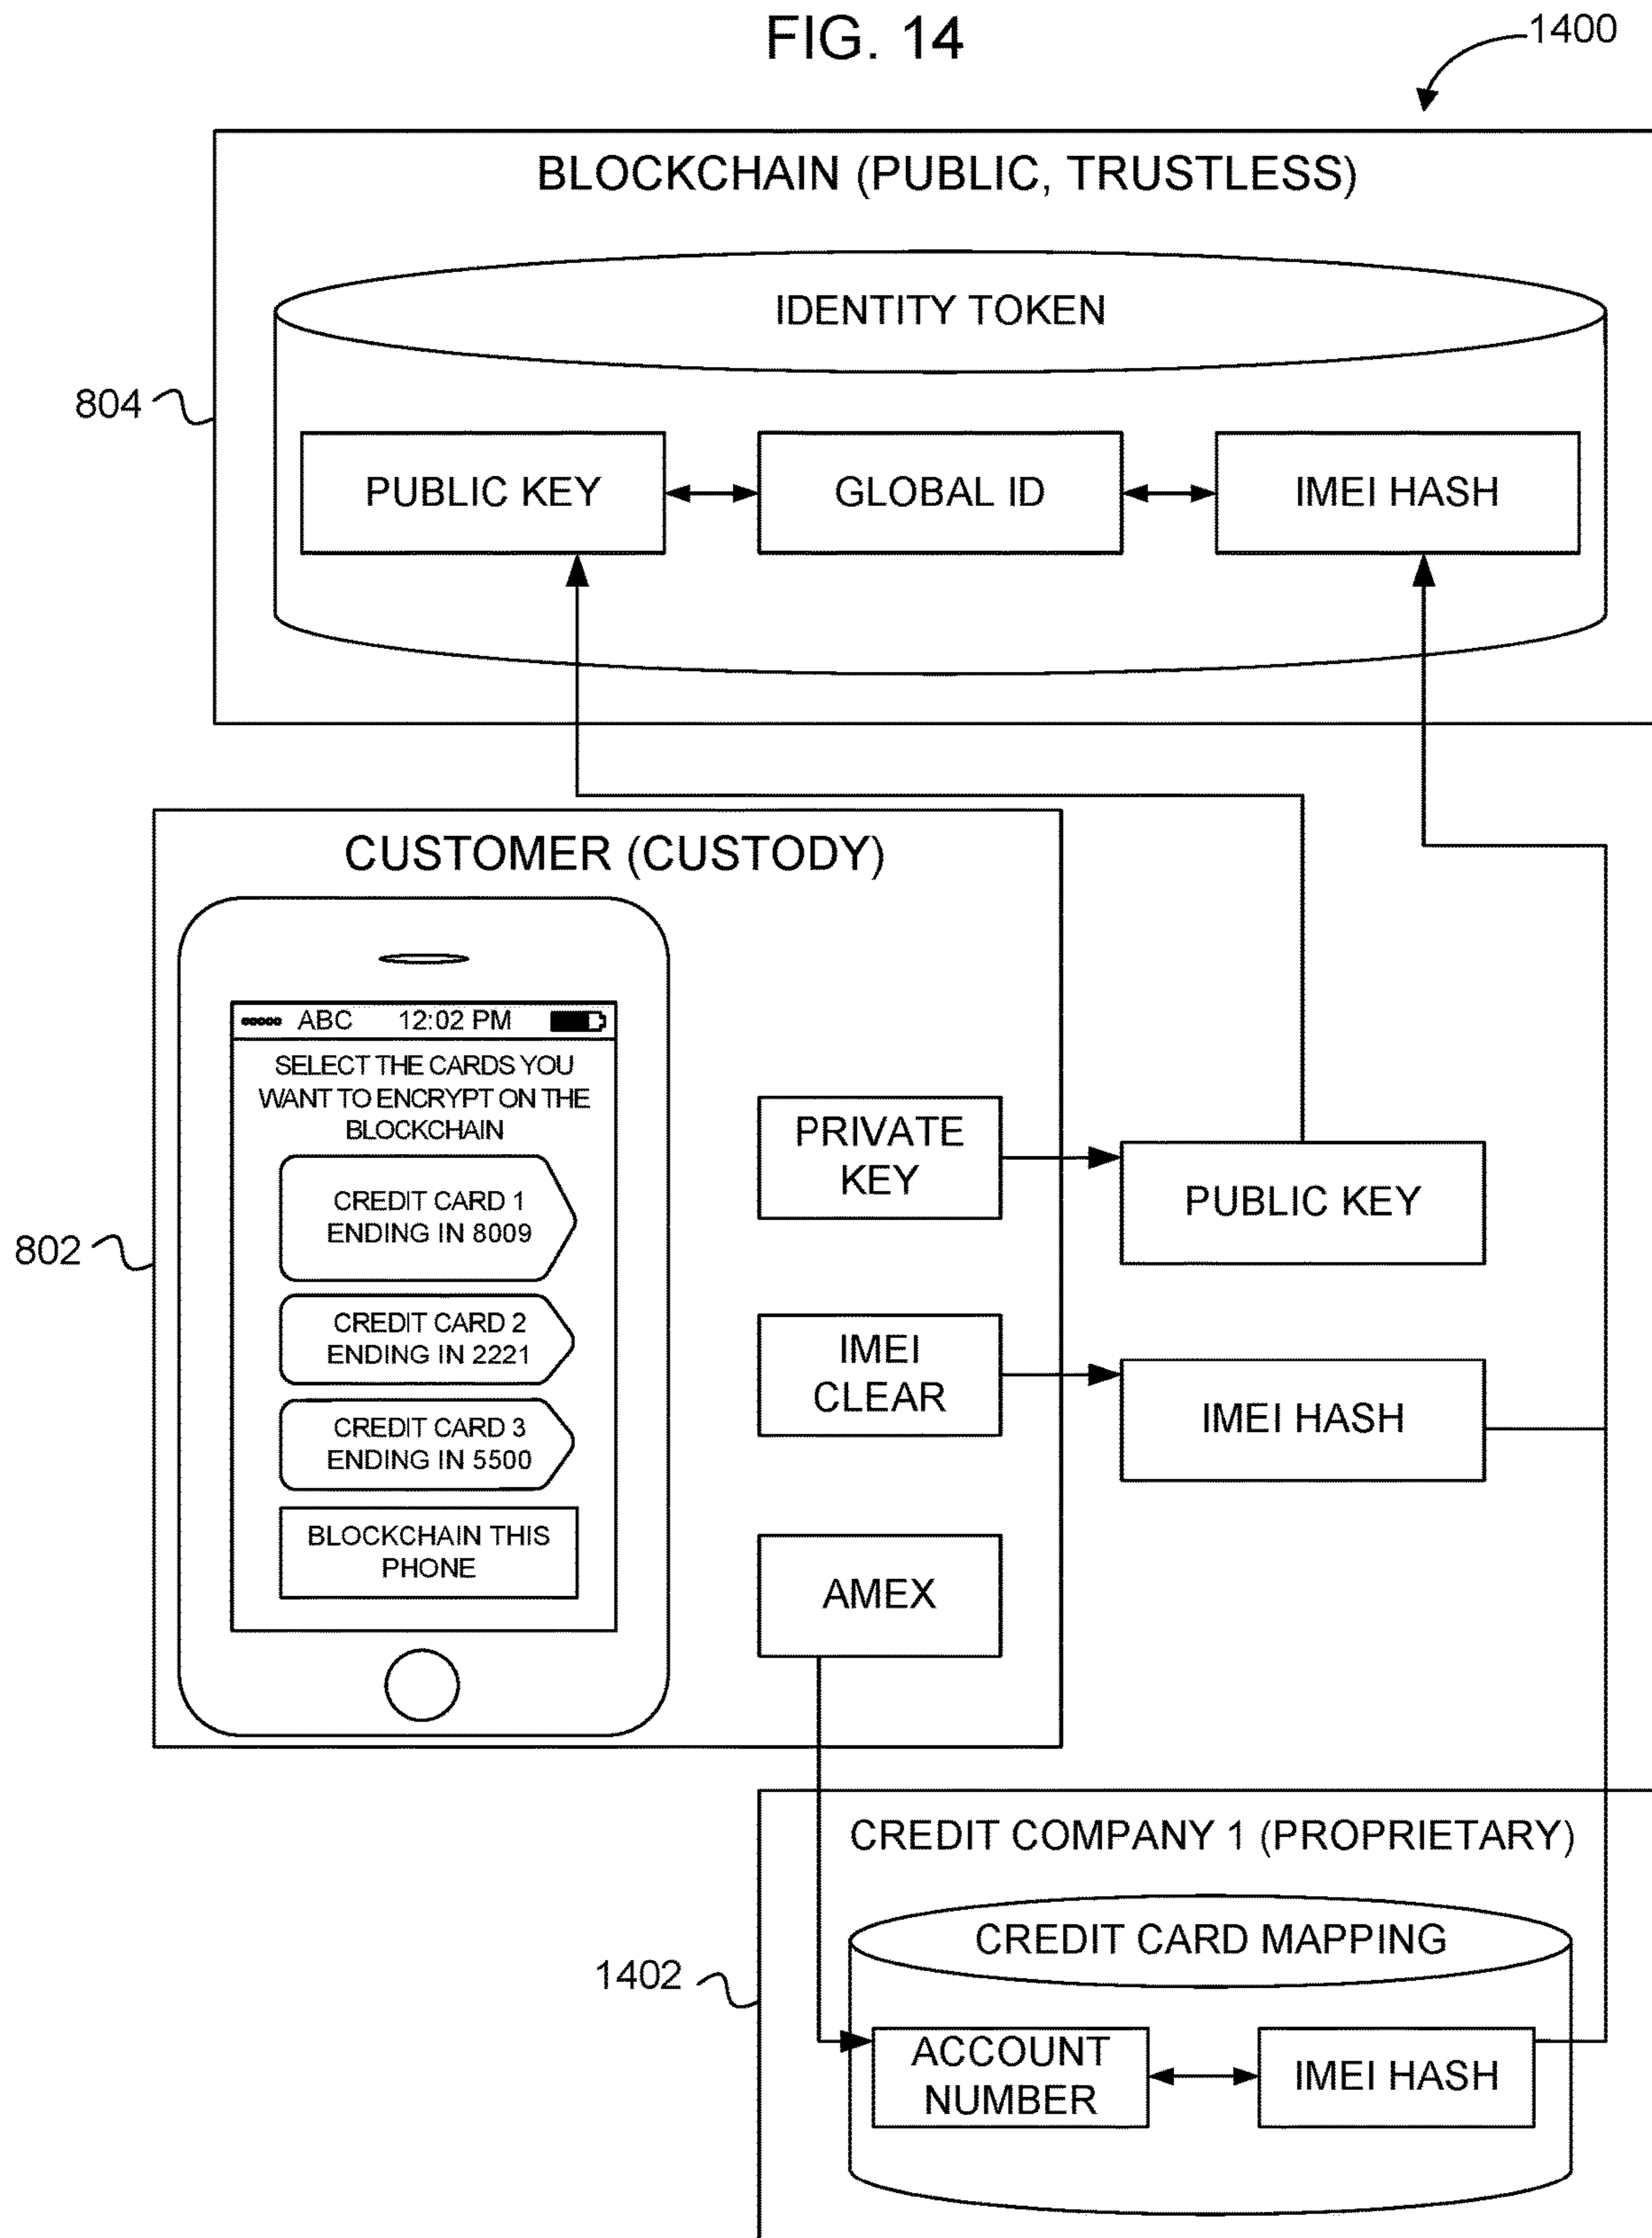 FIG. 14
1400
BLOCKCHAIN (PUBLIC, TRUSTLESS)
IDENTITY TOKEN
804
PUBLIC KEY
GLOBAL ID
IMEI HASH
CUSTOMER (CUSTODY)
ABC 12:02 PM
SELECT THE CARDS YOU
WANT TO ENCRYPT ON THE
BLOCKCHAIN
CREDIT CARD 1
ENDING IN 8009
CREDIT CARD 2
ENDING IN 2221
CREDIT CARD 3
ENDING IN 5500
BLOCKCHAIN THIS
PHONE
802
PRIVATE
KEY
PUBLIC KEY
IMEI
CLEAR
IMEI HASH
AMEX
CREDIT COMPANY 1 (PROPRIETARY)
CREDIT CARD MAPPING
1402
ACCOUNT
NUMBER
IMEI HASH